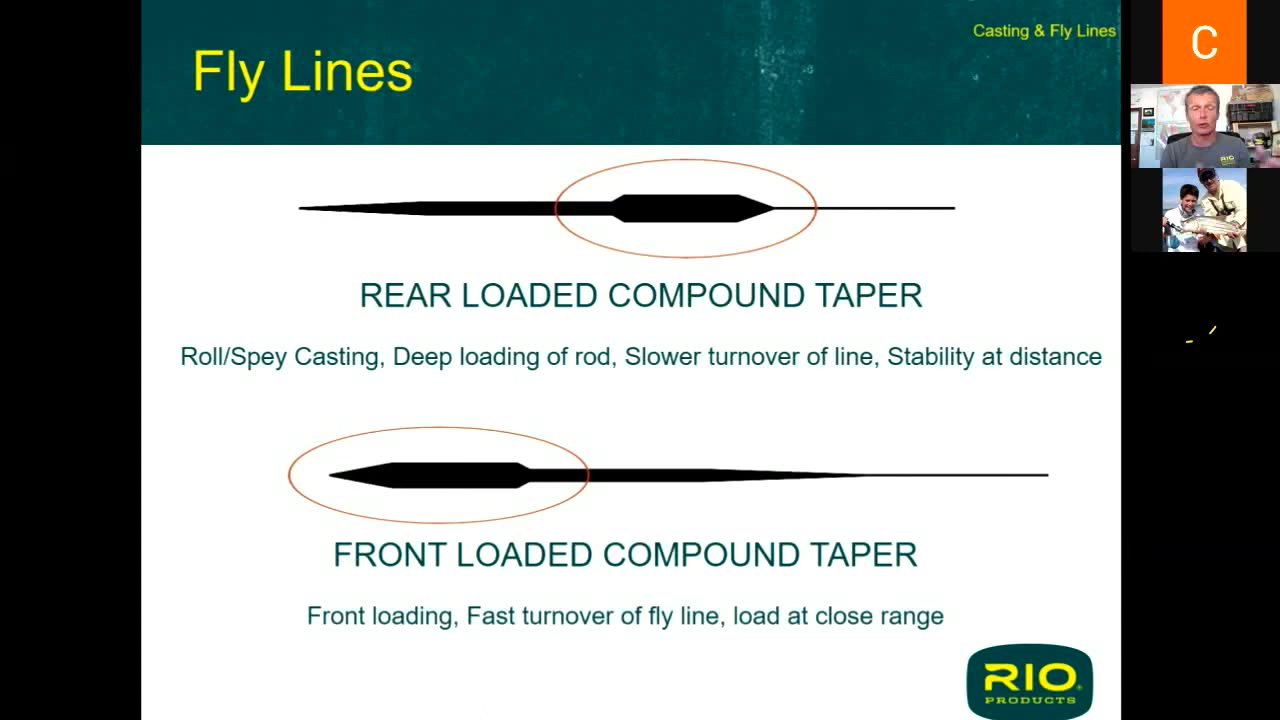 Casting & Fly Lines
Fly Lines
REAR LOADED COMPOUND TAPER
Roll/Spey Casting, Deep loading of rod, Slower turnover of line, Stability at distance
FRONT LOADED COMPOUND TAPER
Front loading, Fast turnover of fly line, load at close range
RIO
PRODUCTS
C
RIO